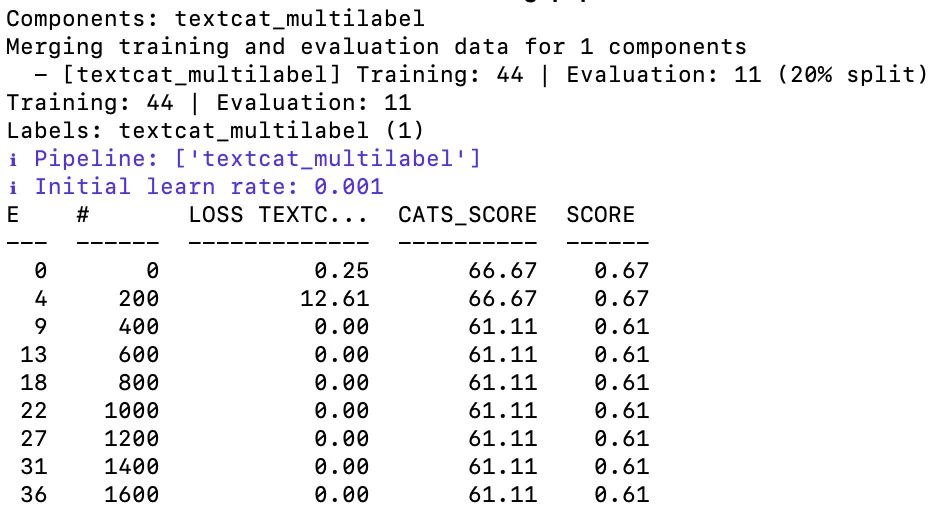 Components: textcat_multilabel
Merging training and evaluation data for 1 components
  – [textcat_multilabel] Training: 44 | Evaluation: 11 (20% split)
Training: 44 | Evaluation: 11
Labels: textcat_multilabel (1)
ℹ Pipeline: ['textcat_multilabel']
ℹ Initial learn rate: 0.001
E    #       LOSS TEXTC...  CATS_SCORE  SCORE
---  ------  -------------  ----------  ------
  0       0           0.25       66.67    0.67
  4     200          12.61       66.67    0.67
  9     400           0.00       61.11    0.61
 13     600           0.00       61.11    0.61
 18     800           0.00       61.11    0.61
 22    1000           0.00       61.11    0.61
 27    1200           0.00       61.11    0.61
 31    1400           0.00       61.11    0.61
 36    1600           0.00       61.11    0.61